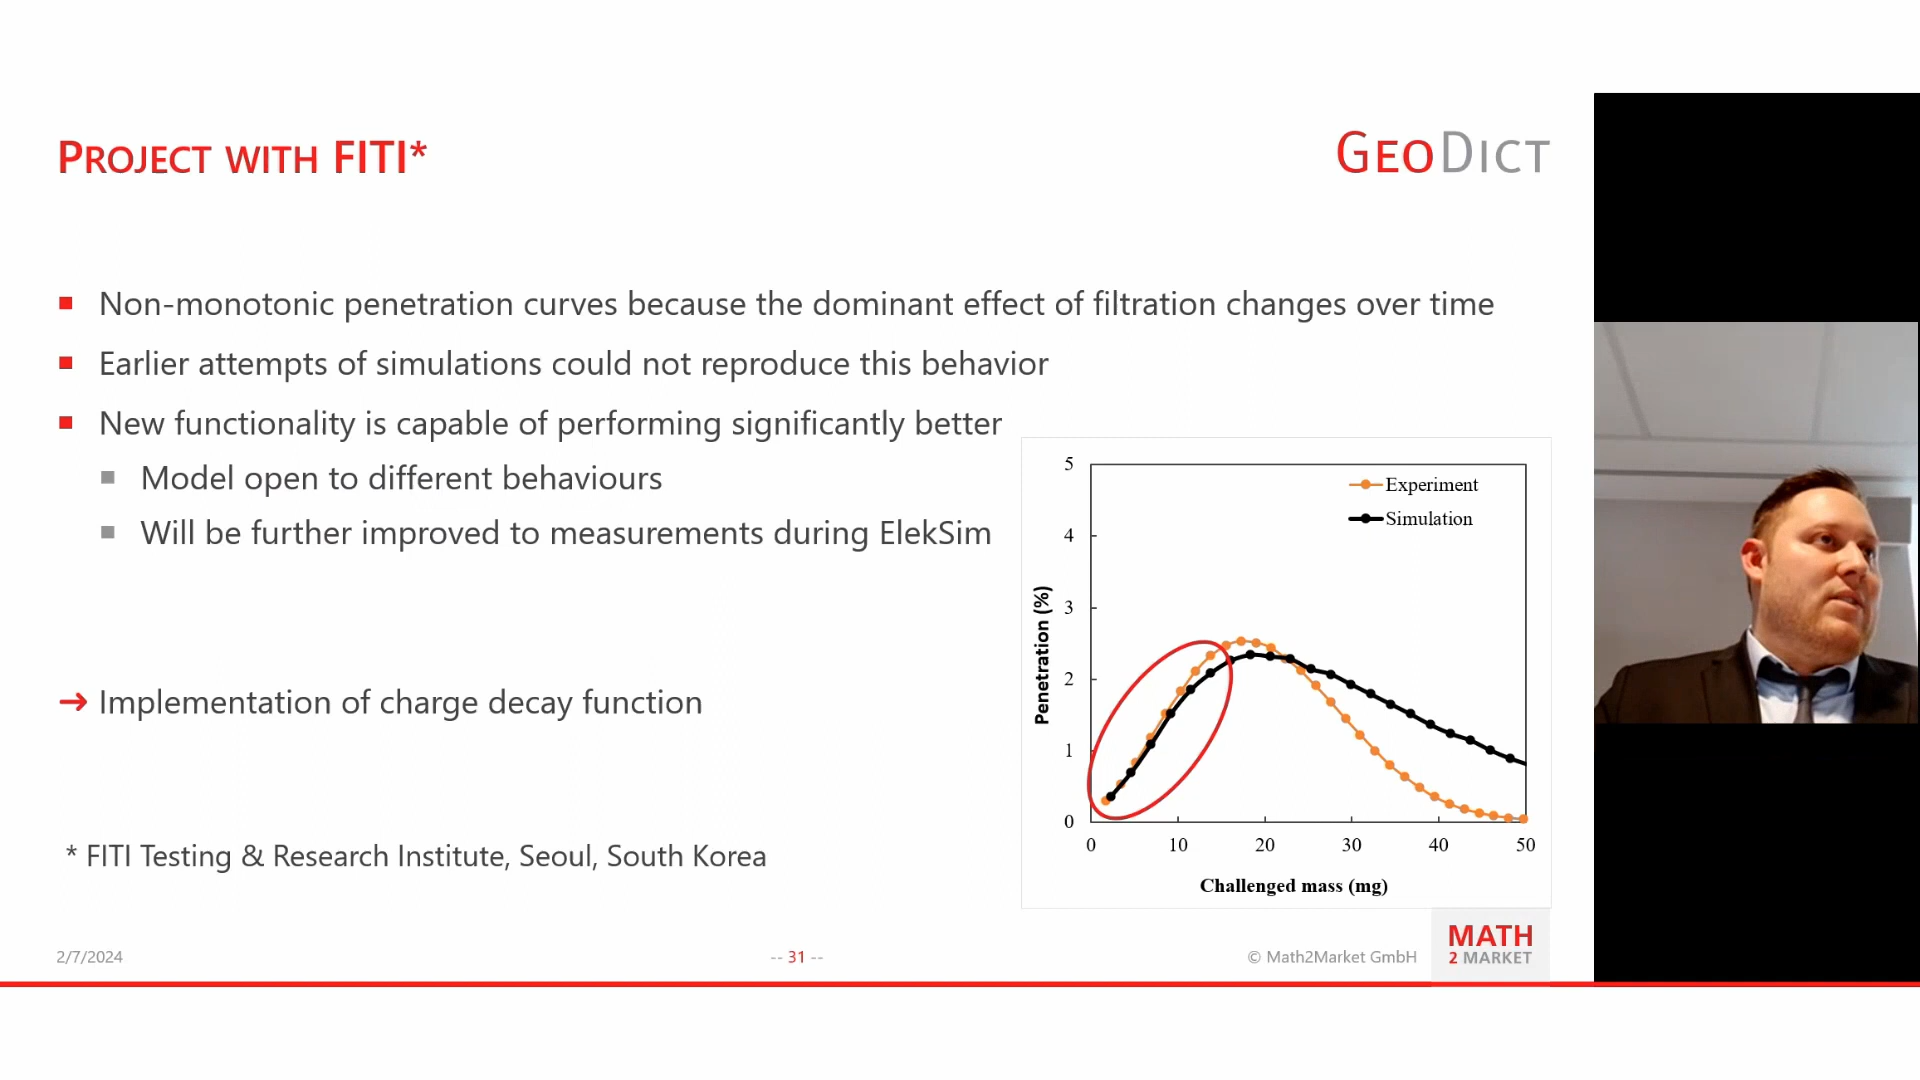 PROJECT WITH FITI*
GEODICT
Non-monotonic penetration curves because the dominant effect of filtration changes over time
Earlier attempts of simulations could not reproduce this behavior
New functionality is capable of performing significantly better
Model open to different behaviours
Will be further improved to measurements during ElekSim
➔ Implementation of charge decay function
* FITI Testing & Research Institute, Seoul, South Korea
Experiment
Simulation
Penetration (%)
5
4
3
2
1
0
0 10 20 30 40 50
Challenged mass (mg)
2/7/2024
-- 31 --
© Math2Market GmbH
MATH
2 MARKET